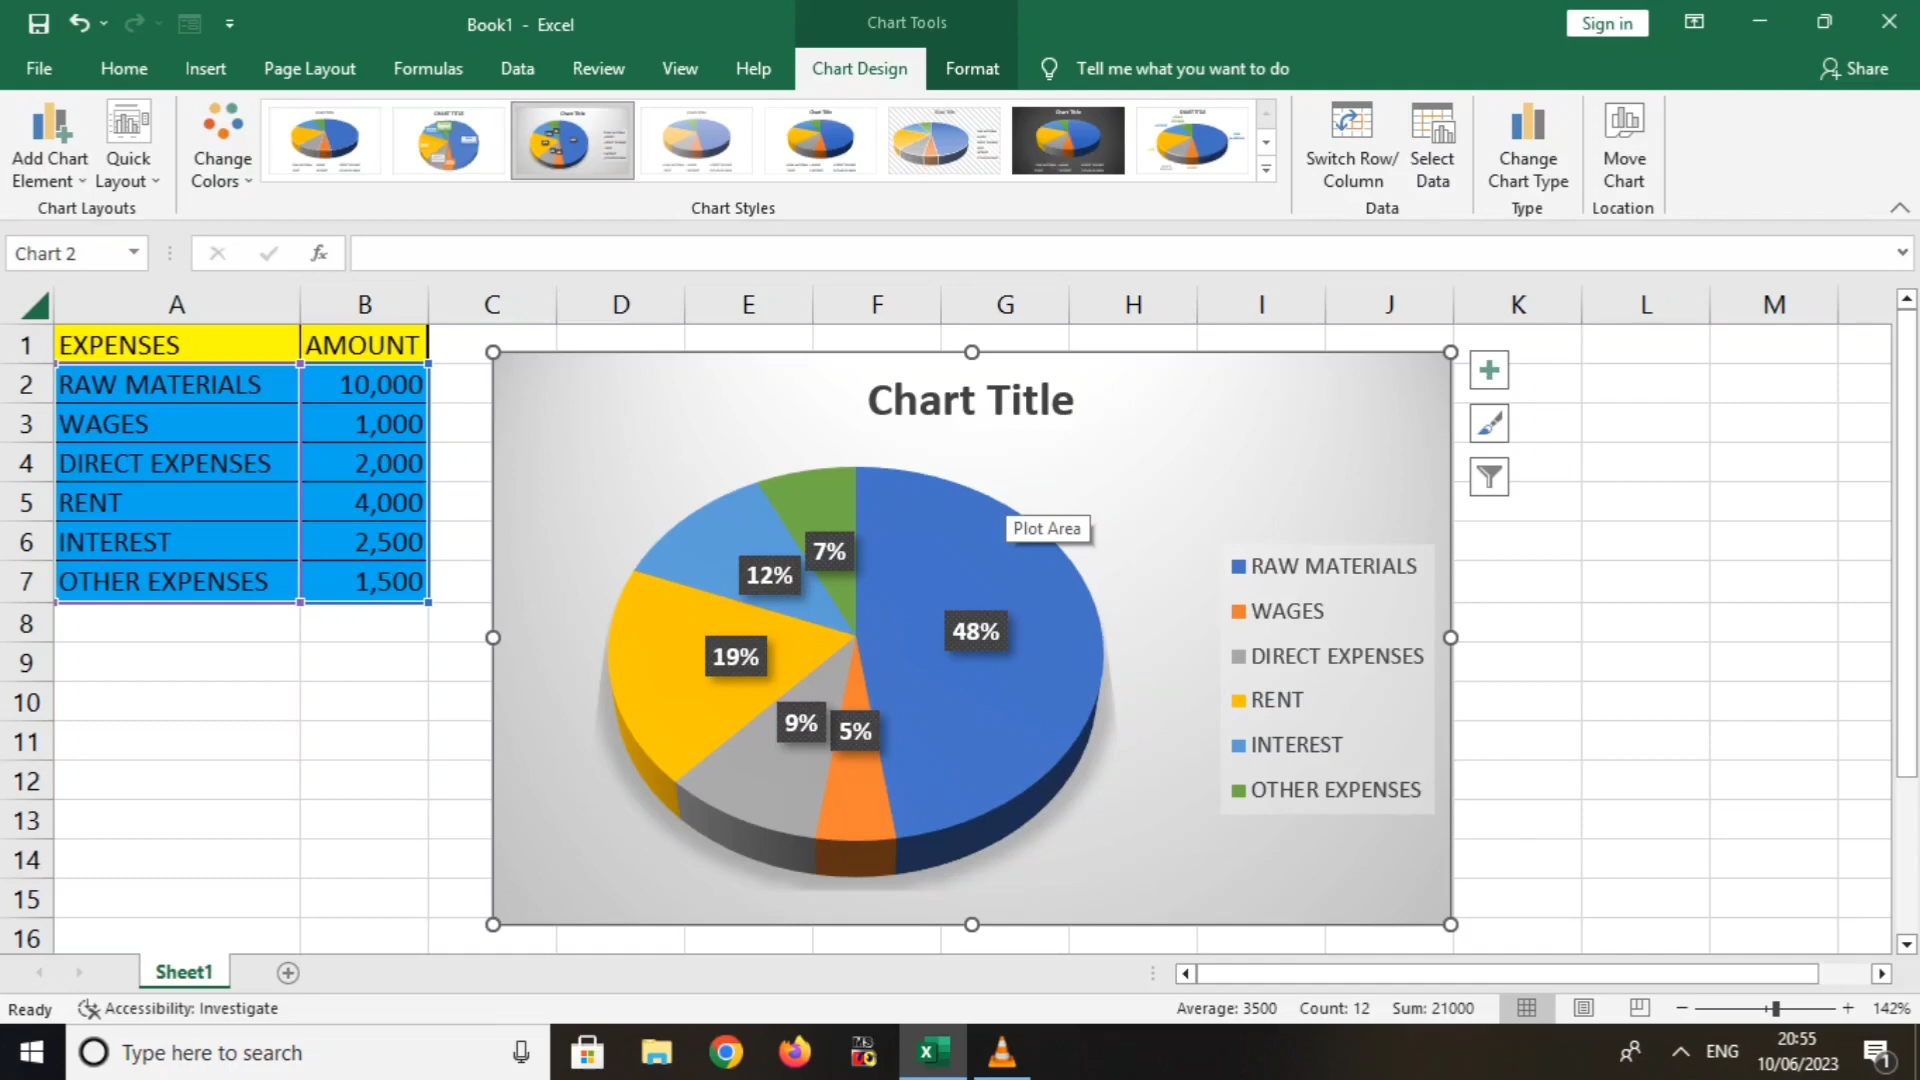 Book1 - Excel
Chart Tools
Sign in
File Home Insert Page Layout Formulas Data Review View Help Chart Design Format Tell me what you want to do Share
Add Chart Element
Quick Layout
Change Colors
Switch Row/ Column
Select Data
Change Chart Type
Move Chart
Chart Layouts Chart Styles Data Type Location
Chart 2 fx
A B C D E F G H I J K L M
1 EXPENSES AMOUNT
2 RAW MATERIALS 10,000
3 WAGES 1,000
4 DIRECT EXPENSES 2,000
5 RENT 4,000
6 INTEREST 2,500
7 OTHER EXPENSES 1,500
8
9
10
11
12
13
14
15
16
Chart Title
Plot Area
7%
12%
48%
19%
9%
5%
RAW MATERIALS
WAGES
DIRECT EXPENSES
RENT
INTEREST
OTHER EXPENSES
Sheet1
Ready Accessibility: Investigate Average: 3500 Count: 12 Sum: 21000 142%
Type here to search
ENG
20:55
10/06/2023
1